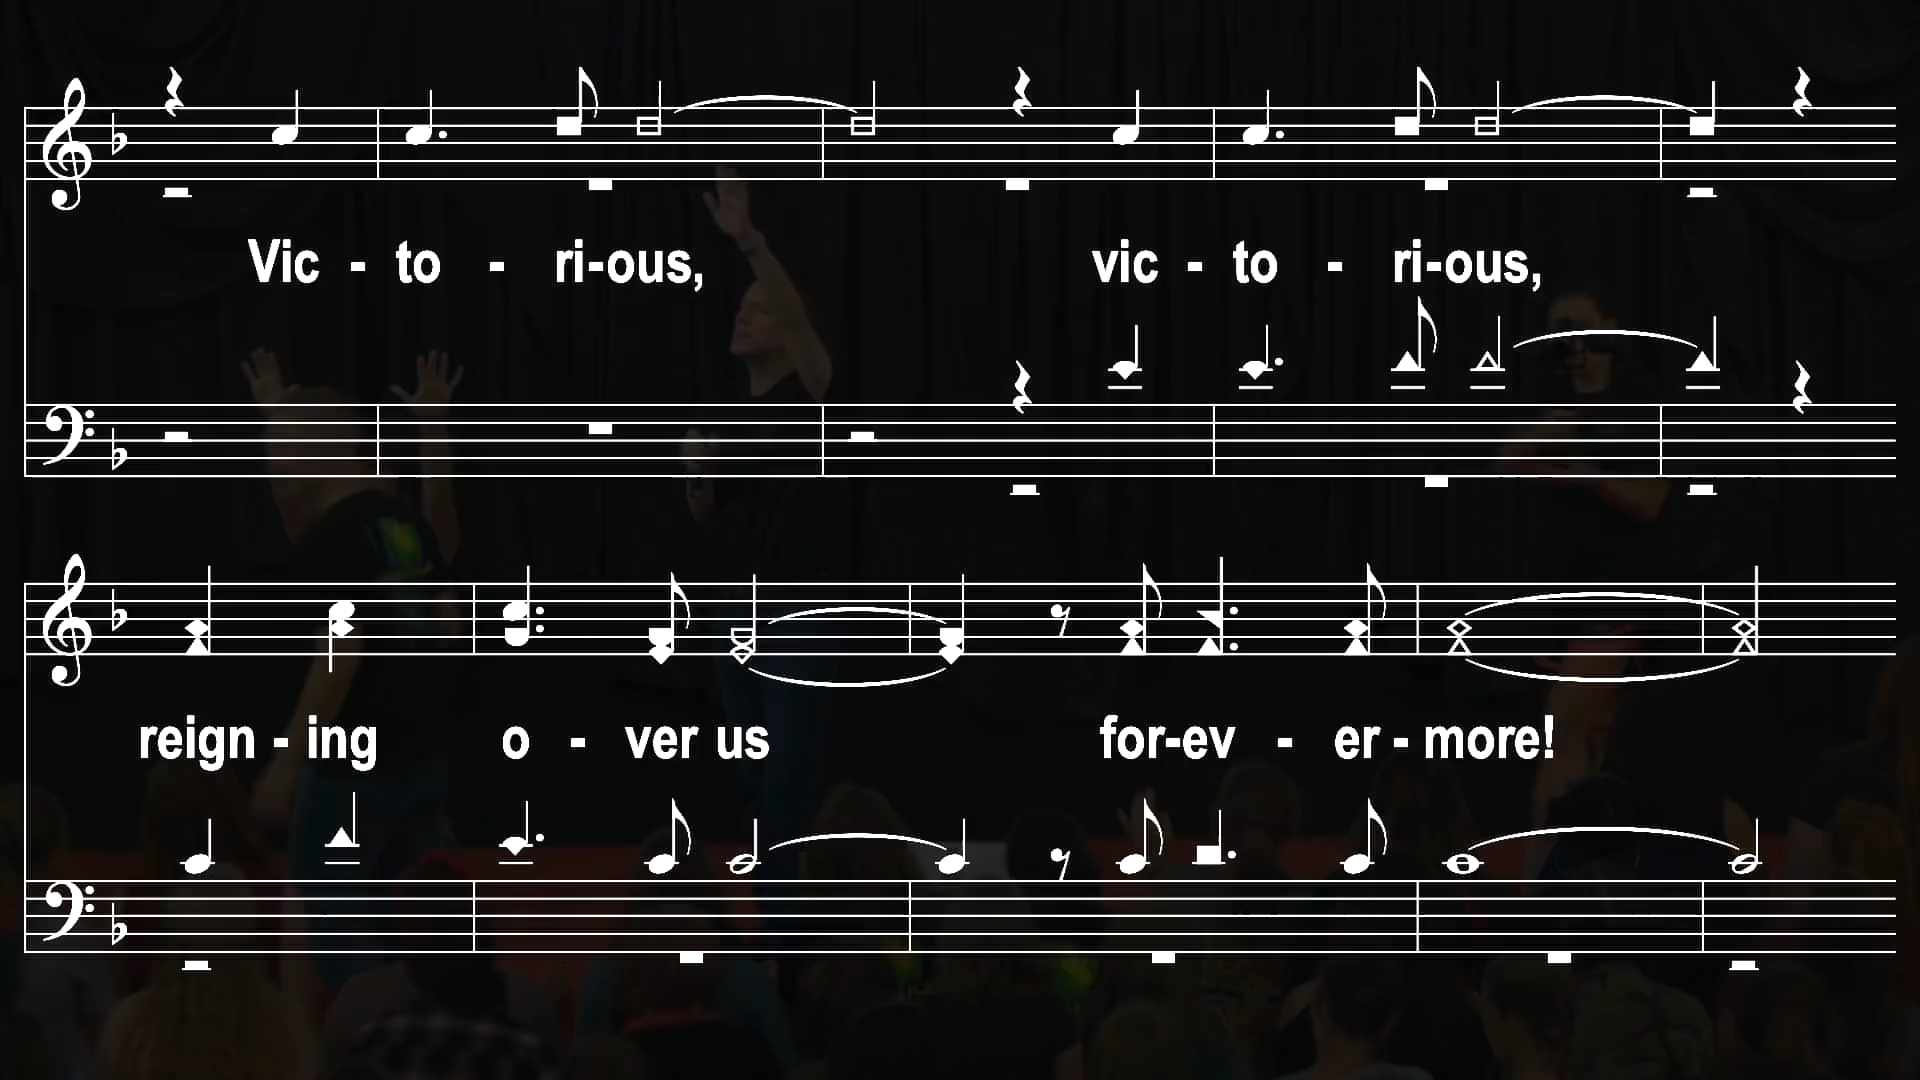 Vic - to - ri-ous, vic - to - ri-ous,
reign - ing o - ver us for-ev - er - more!